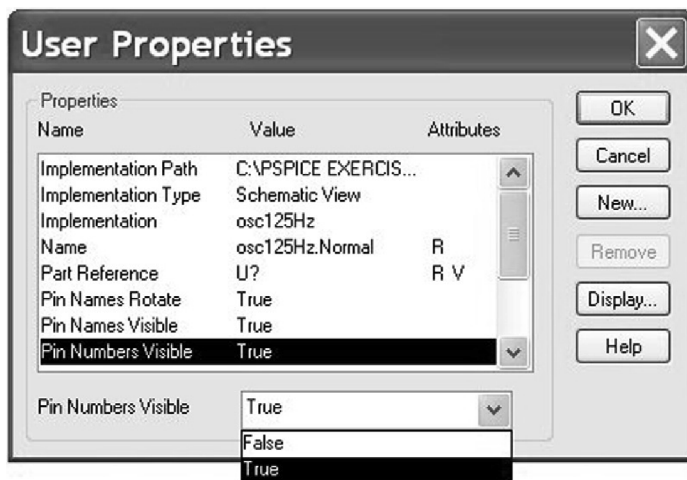 User Properties
Properties
Name Value Attributes
Implementation Path C:\PSPICE EXERCIS...
Implementation Type Schematic View
Implementation osc125Hz
Name osc125Hz.Normal R
Part Reference U? R V
Pin Names Rotate True
Pin Names Visible True
Pin Numbers Visible True
Pin Numbers Visible True
False
True
OK
Cancel
New...
Remove
Display...
Help